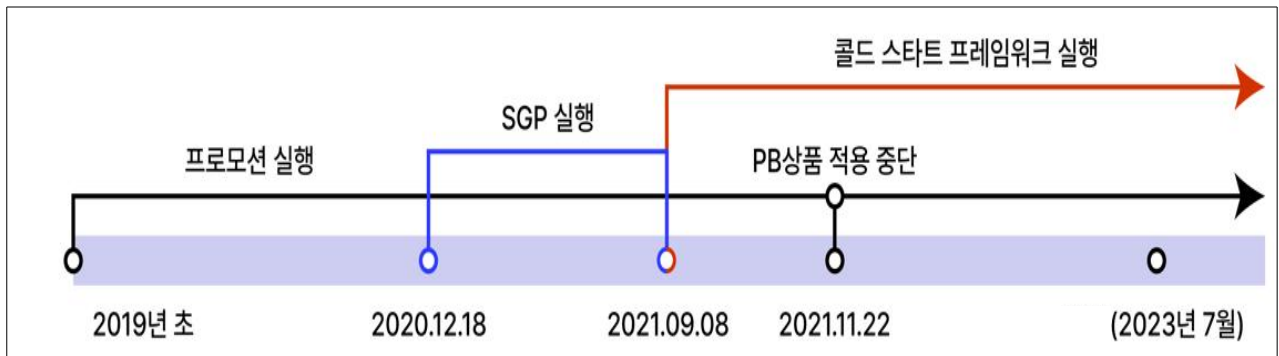 콜드 스타트 프레임워크 실행
SGP 실행
프로모션 실행
PB상품 적용 중단
2019년 초
2020.12.18
2021.09.08
2021.11.22
(2023년 7월)